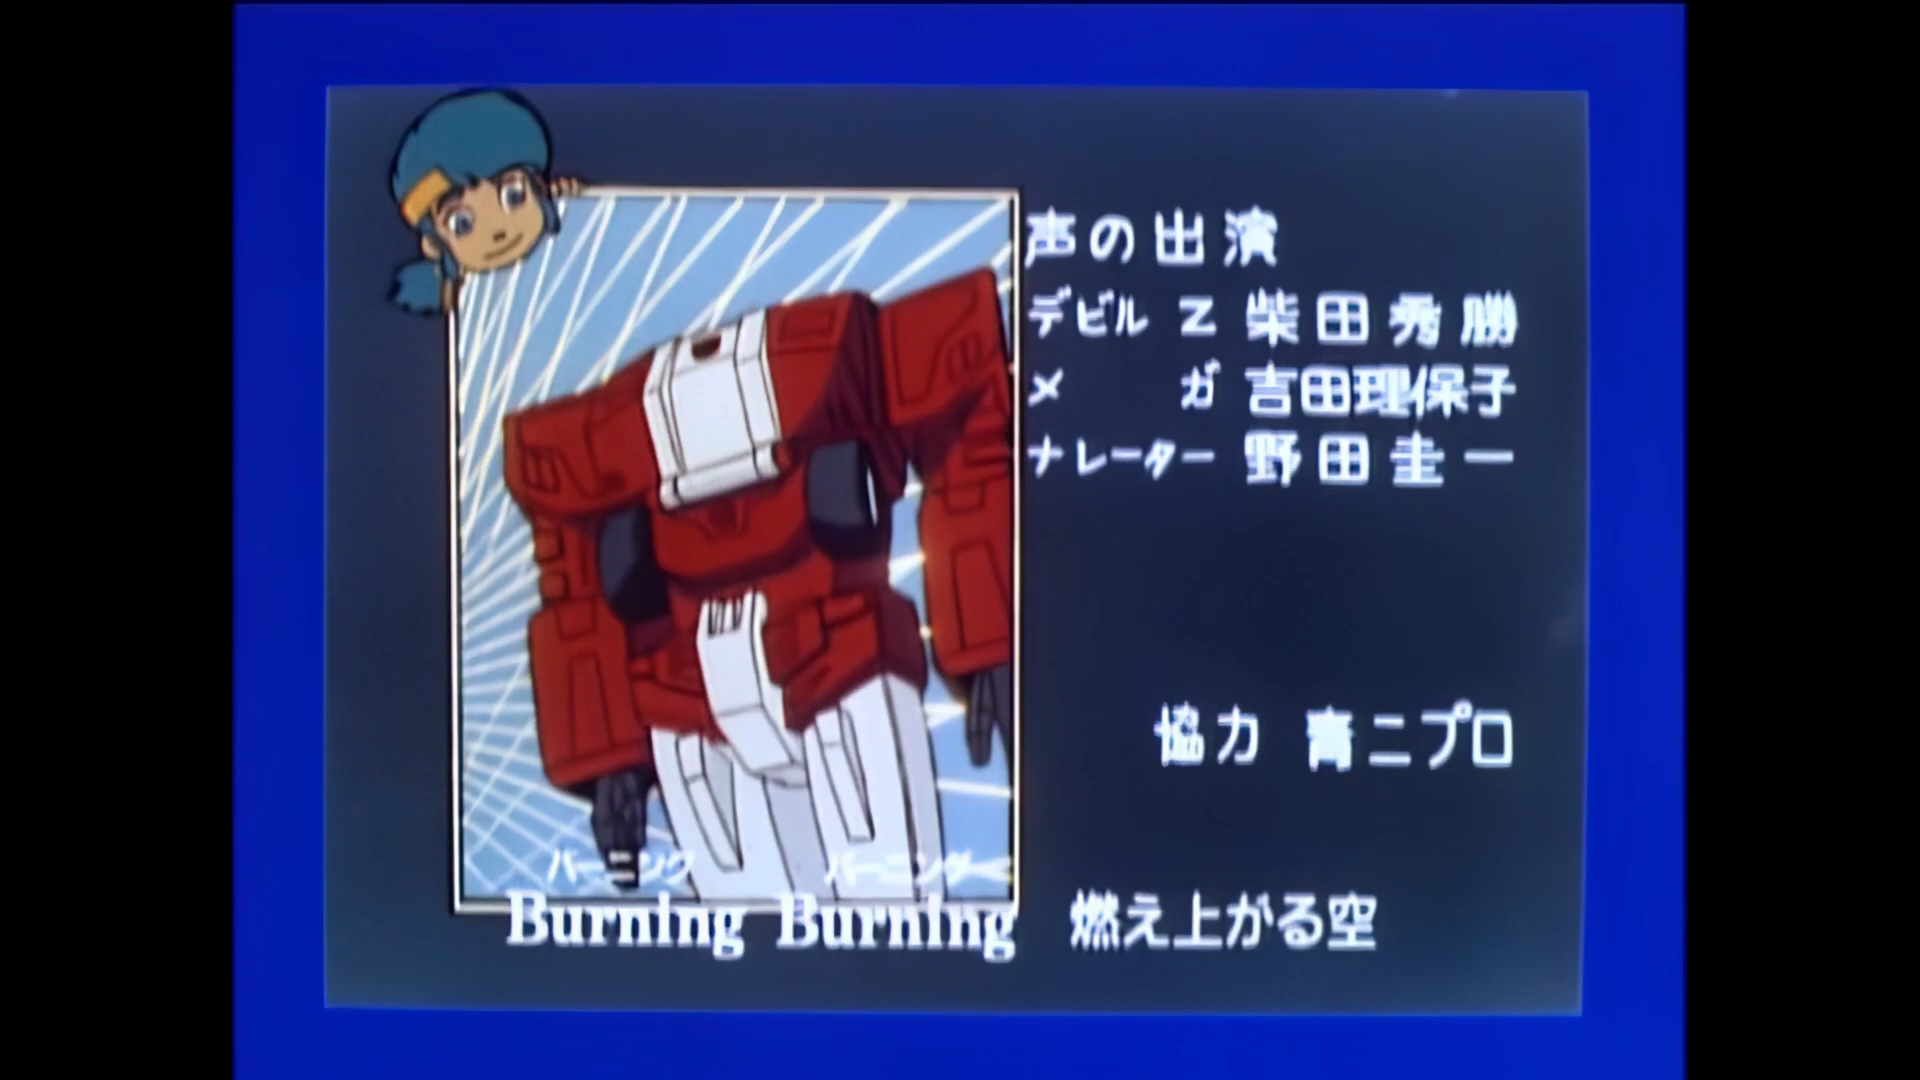 声の出演
デビル Z 柴田秀勝
メガ 吉田理保子
ナレーター 野田圭一
協力 青二プロ
バーニング バーニング
Burning Burning 燃え上がる空